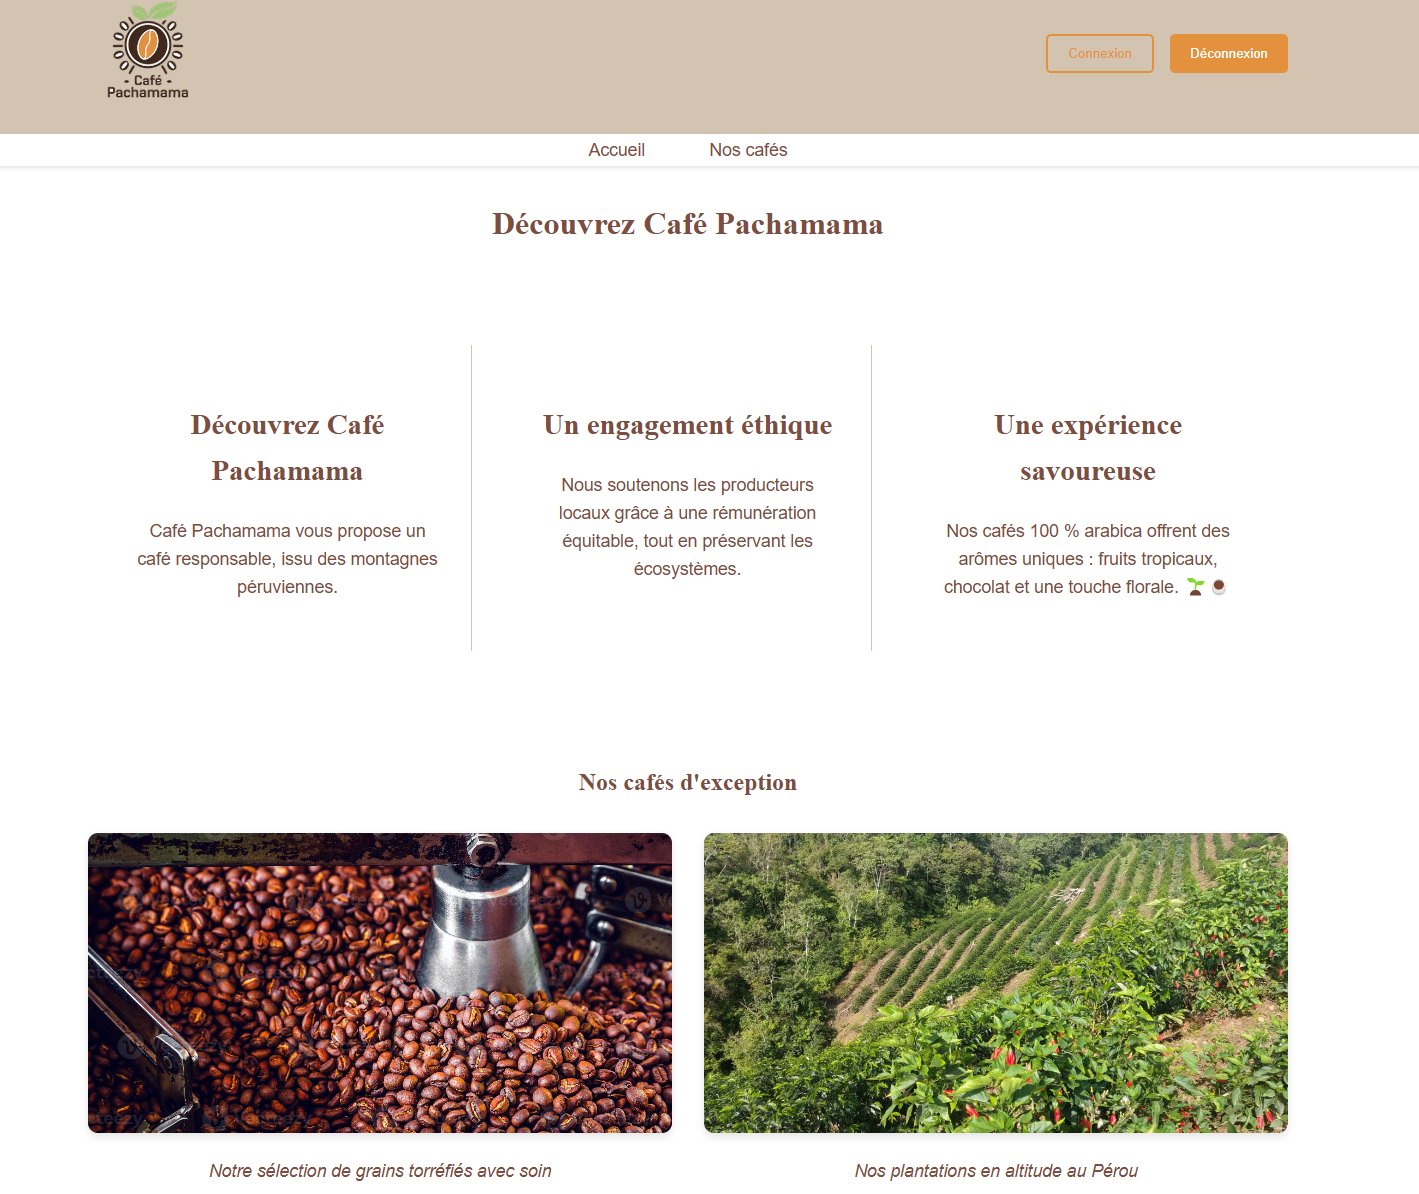 • Café •
Pachamama
Connexion
Déconnexion
Accueil
Nos cafés
Découvrez Café Pachamama
Découvrez Café
Pachamama
Café Pachamama vous propose un
café responsable, issu des montagnes
péruviennes.
Un engagement éthique
Nous soutenons les producteurs
locaux grâce à une rémunération
équitable, tout en préservant les
écosystèmes.
Une expérience
savoureuse
Nos cafés 100 % arabica offrent des
arômes uniques : fruits tropicaux,
chocolat et une touche florale. 🌱☕
Nos cafés d'exception
Notre sélection de grains torréfiés avec soin
Nos plantations en altitude au Pérou